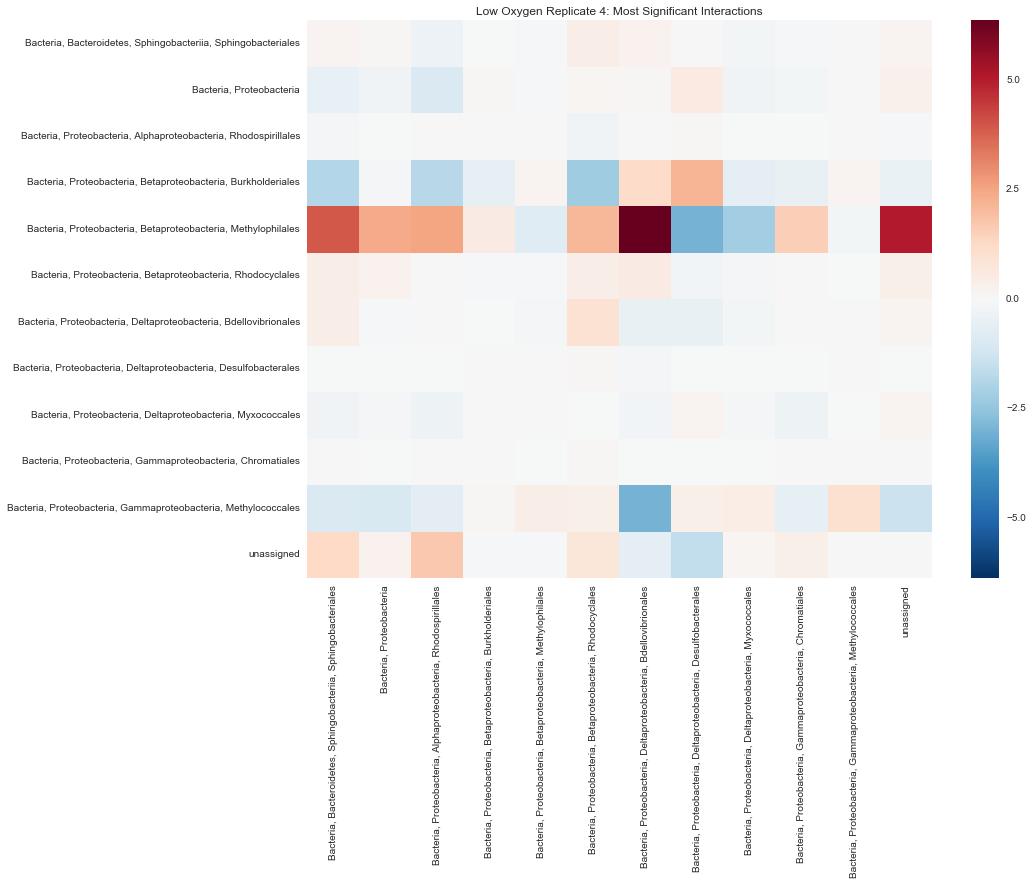 Low Oxygen Replicate 4: Most Significant Interactions
Bacteria, Bacteroidetes, Sphingobacteriia, Sphingobacteriales
Bacteria, Proteobacteria
Bacteria, Proteobacteria, Alphaproteobacteria, Rhodospirillales
Bacteria, Proteobacteria, Betaproteobacteria, Burkholderiales
Bacteria, Proteobacteria, Betaproteobacteria, Methylophilales
Bacteria, Proteobacteria, Betaproteobacteria, Rhodocyclales
Bacteria, Proteobacteria, Deltaproteobacteria, Bdellovibrionales
Bacteria, Proteobacteria, Deltaproteobacteria, Desulfobacterales
Bacteria, Proteobacteria, Deltaproteobacteria, Myxococcales
Bacteria, Proteobacteria, Gammaproteobacteria, Chromatiales
Bacteria, Proteobacteria, Gammaproteobacteria, Methylococcales
unassigned
Bacteria, Bacteroidetes, Sphingobacteriia, Sphingobacteriales
Bacteria, Proteobacteria
Bacteria, Proteobacteria, Alphaproteobacteria, Rhodospirillales
Bacteria, Proteobacteria, Betaproteobacteria, Burkholderiales
Bacteria, Proteobacteria, Betaproteobacteria, Methylophilales
Bacteria, Proteobacteria, Betaproteobacteria, Rhodocyclales
Bacteria, Proteobacteria, Deltaproteobacteria, Bdellovibrionales
Bacteria, Proteobacteria, Deltaproteobacteria, Desulfobacterales
Bacteria, Proteobacteria, Deltaproteobacteria, Myxococcales
Bacteria, Proteobacteria, Gammaproteobacteria, Chromatiales
Bacteria, Proteobacteria, Gammaproteobacteria, Methylococcales
unassigned
5.0
2.5
0.0
−2.5
−5.0